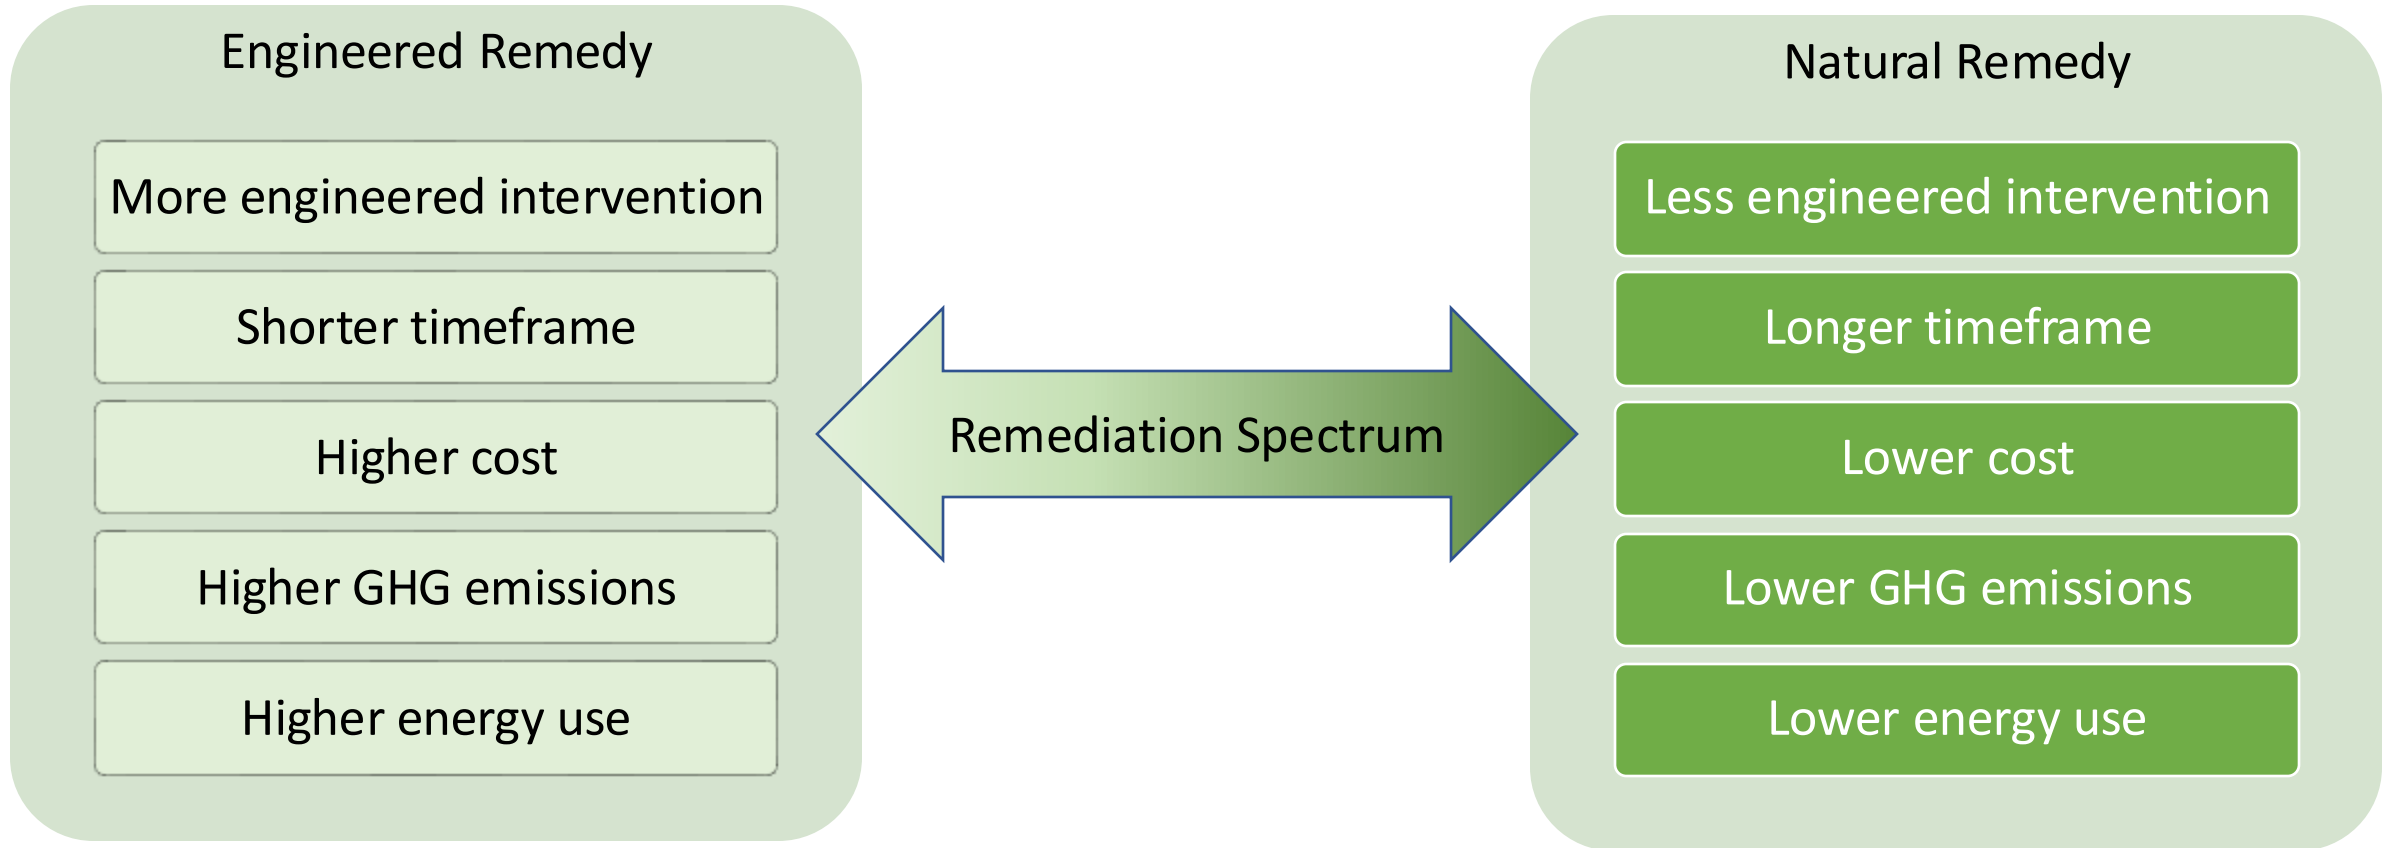 Engineered Remedy
More engineered intervention
Shorter timeframe
Higher cost
Higher GHG emissions
Higher energy use
Remediation Spectrum
Natural Remedy
Less engineered intervention
Longer timeframe
Lower cost
Lower GHG emissions
Lower energy use